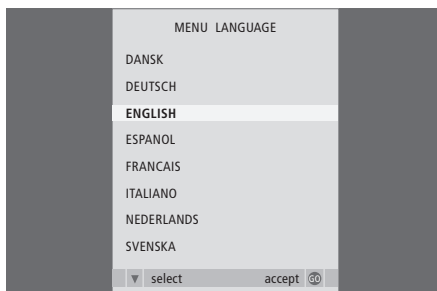 MENU LANGUAGE
DANSK
DEUTSCH
ENGLISH
ESPANOL
FRANCAIS
ITALIANO
NEDERLANDS
SVENSKA
select accept GO